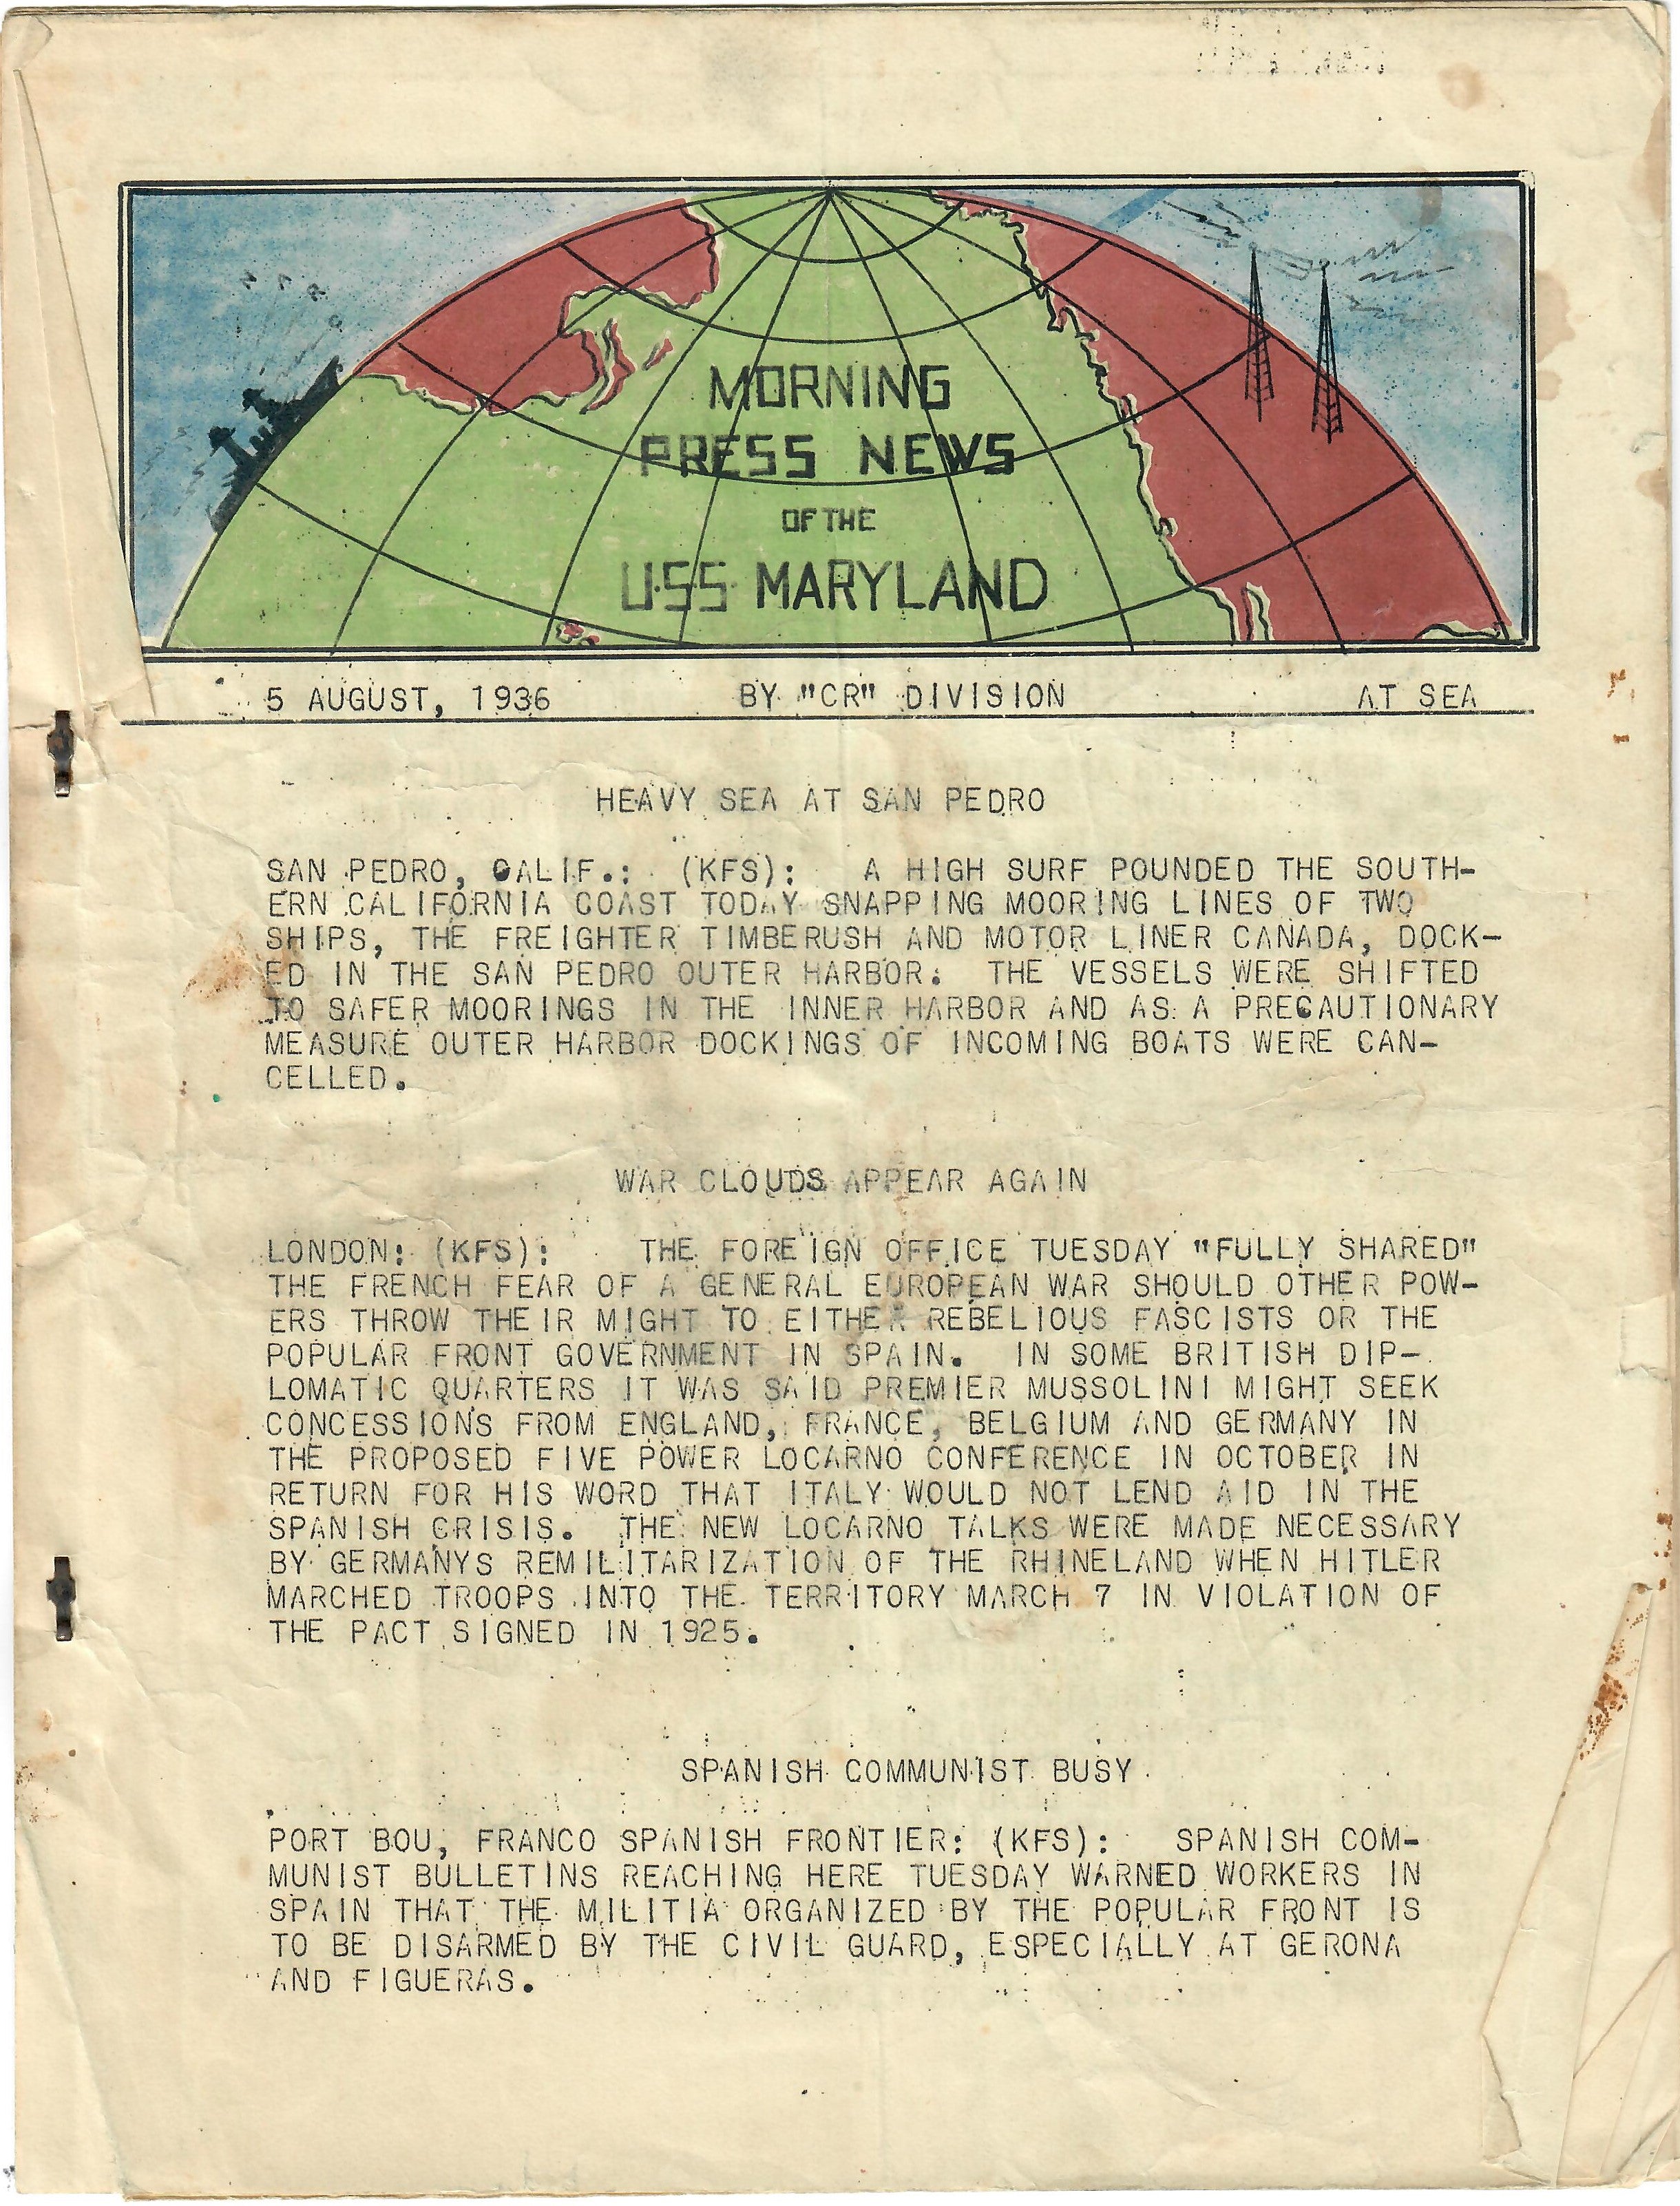 MORNING
PRESS NEWS
OF THE
U.S.S. MARYLAND
5 AUGUST, 1936 BY "CR" DIVISION AT SEA
HEAVY SEA AT SAN PEDRO
SAN PEDRO, CALIF.: (KFS): A HIGH SURF POUNDED THE SOUTH-
ERN CALIFORNIA COAST TODAY SNAPPING MOORING LINES OF TWO
SHIPS, THE FREIGHTER TIMBERUSH AND MOTOR LINER CANADA, DOCK-
ED IN THE SAN PEDRO OUTER HARBOR. THE VESSELS WERE SHIFTED
TO SAFER MOORINGS IN THE INNER HARBOR AND AS A PRECAUTIONARY
MEASURE OUTER HARBOR DOCKINGS OF INCOMING BOATS WERE CAN-
CELLED.
WAR CLOUDS APPEAR AGAIN
LONDON: (KFS): THE FOREIGN OFFICE TUESDAY "FULLY SHARED"
THE FRENCH FEAR OF A GENERAL EUROPEAN WAR SHOULD OTHER POW-
ERS THROW THEIR MIGHT TO EITHER REBELIOUS FASCISTS OR THE
POPULAR FRONT GOVERNMENT IN SPAIN. IN SOME BRITISH DIP-
LOMATIC QUARTERS IT WAS SAID PREMIER MUSSOLINI MIGHT SEEK
CONCESSIONS FROM ENGLAND, FRANCE, BELGIUM AND GERMANY IN
THE PROPOSED FIVE POWER LOCARNO CONFERENCE IN OCTOBER IN
RETURN FOR HIS WORD THAT ITALY WOULD NOT LEND AID IN THE
SPANISH CRISIS. THE NEW LOCARNO TALKS WERE MADE NECESSARY
BY GERMANYS REMILITARIZATION OF THE RHINELAND WHEN HITLER
MARCHED TROOPS INTO THE TERRITORY MARCH 7 IN VIOLATION OF
THE PACT SIGNED IN 1925.
SPANISH COMMUNIST BUSY
PORT BOU, FRANCO SPANISH FRONTIER: (KFS): SPANISH COM-
MUNIST BULLETINS REACHING HERE TUESDAY WARNED WORKERS IN
SPAIN THAT THE MILITIA ORGANIZED BY THE POPULAR FRONT IS
TO BE DISARMED BY THE CIVIL GUARD, ESPECIALLY AT GERONA
AND FIGUERAS.